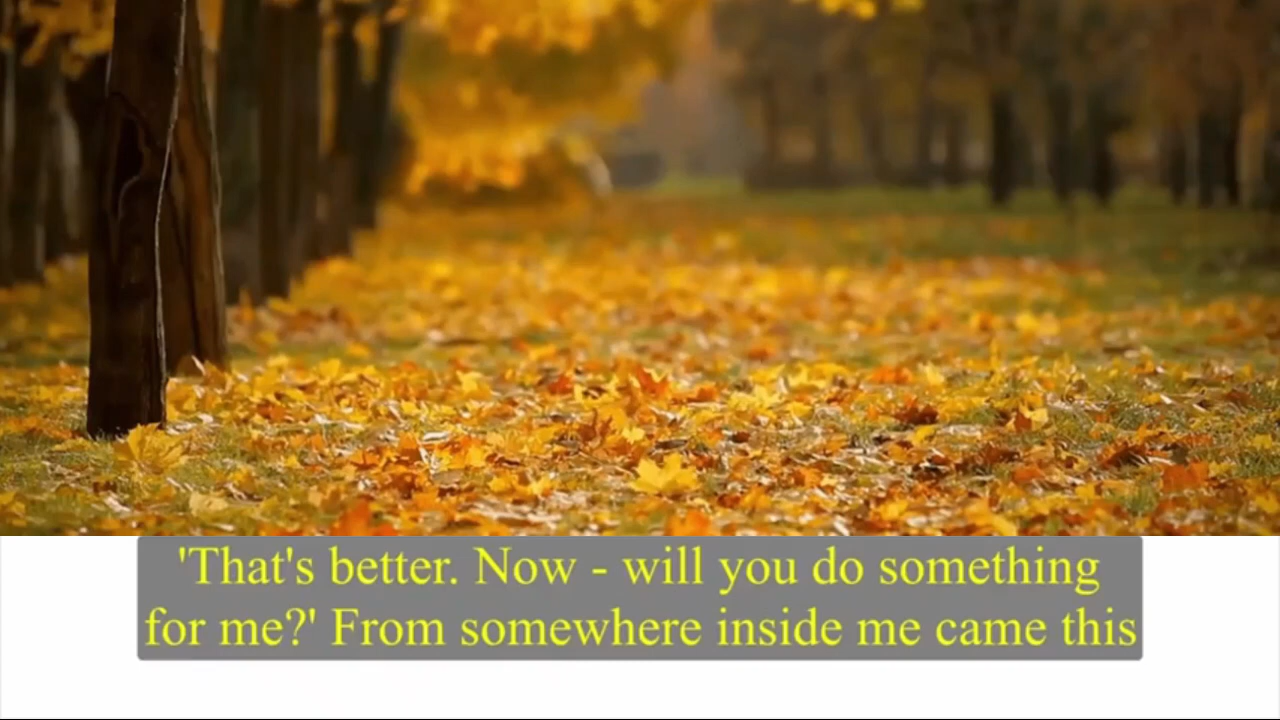 'That's better. Now - will you do something
for me?' From somewhere inside me came this